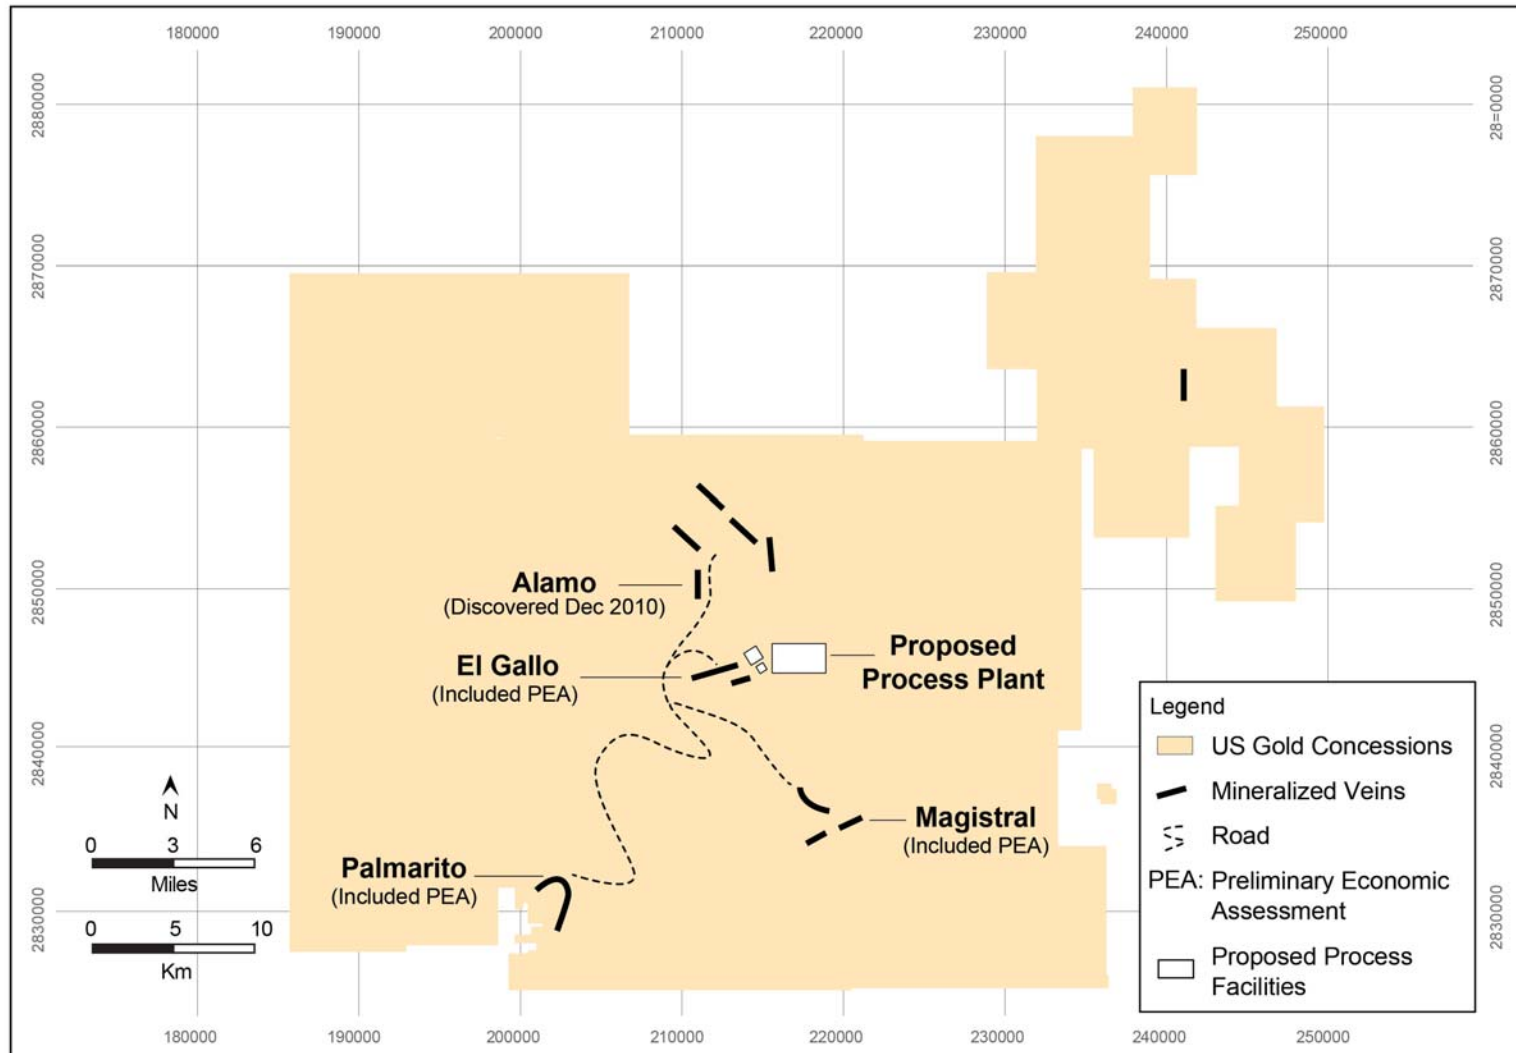 180000 190000 200000 210000 220000 230000 240000 250000
2880000
28=0000
2870000
2870000
2860000
2860000
2850000
2850000
2840000
2840000
2830000
2830000
Alamo
(Discovered Dec 2010)
El Gallo
(Included PEA)
Proposed
Process Plant
Magistral
(Included PEA)
Palmarito
(Included PEA)
N
0 3 6
Miles
0 5 10
Km
Legend
US Gold Concessions
Mineralized Veins
Road
PEA: Preliminary Economic
Assessment
Proposed Process
Facilities
180000 190000 200000 210000 220000 230000 240000 250000